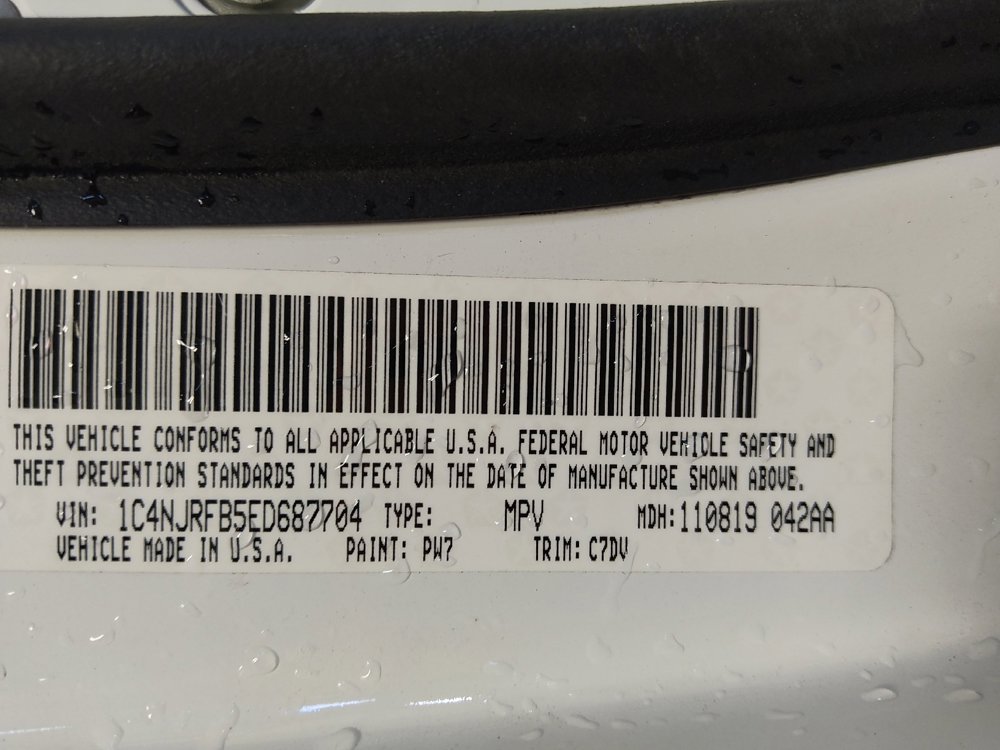 THIS VEHICLE CONFORMS TO ALL APPLICABLE U.S.A. FEDERAL MOTOR VEHICLE SAFETY AND
THEFT PREVENTION STANDARDS IN EFFECT ON THE DATE OF MANUFACTURE SHOWN ABOVE.
VIN: 1C4NJRFB5ED687704 TYPE: MPV MDH:110819 042AA
VEHICLE MADE IN U.S.A. PAINT: PW7 TRIM: C7DV